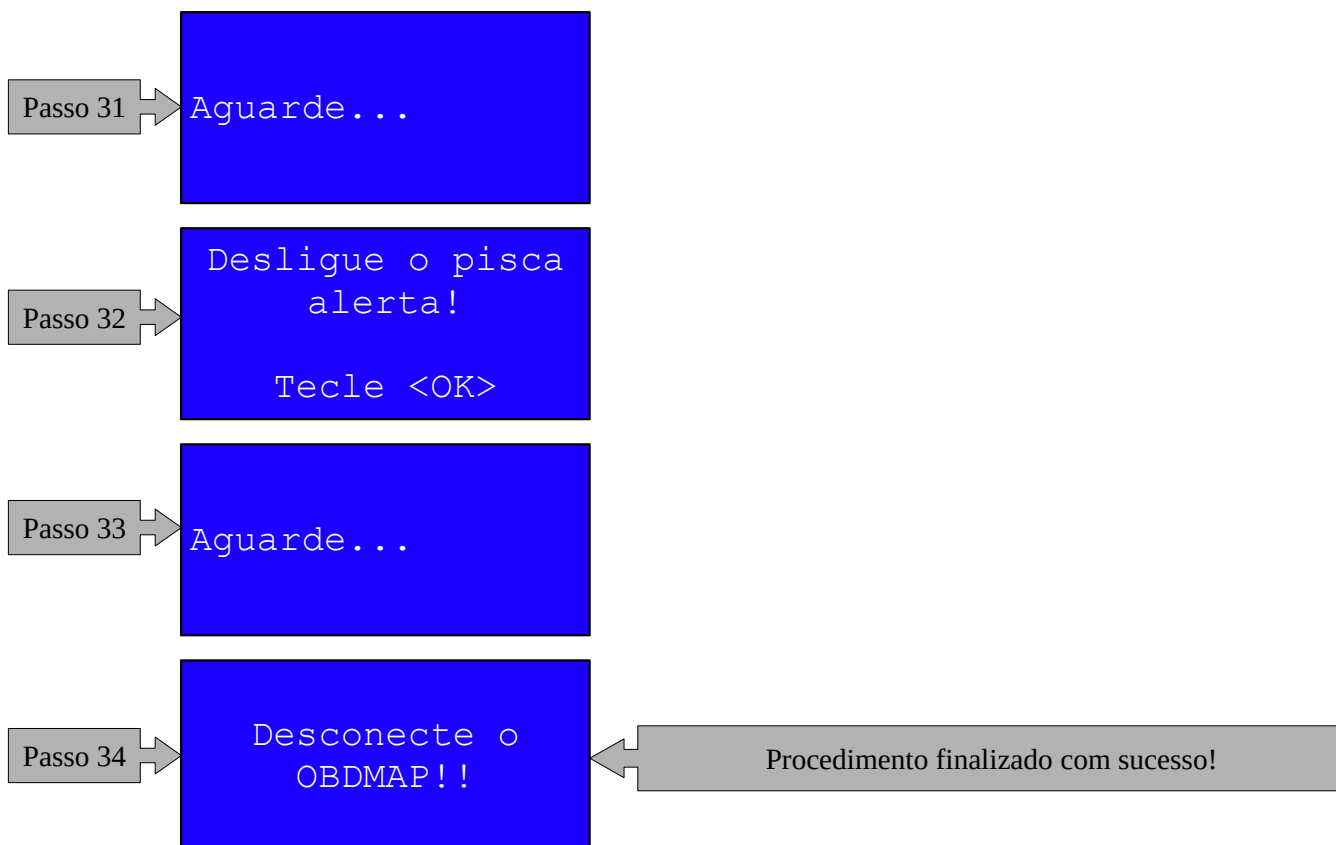 Passo 31
Aguarde...
Passo 32
Desligue o pisca
alerta!
Tecle <OK>
Passo 33
Aguarde...
Passo 34
Desconecte o
OBDMAP!!
Procedimento finalizado com sucesso!